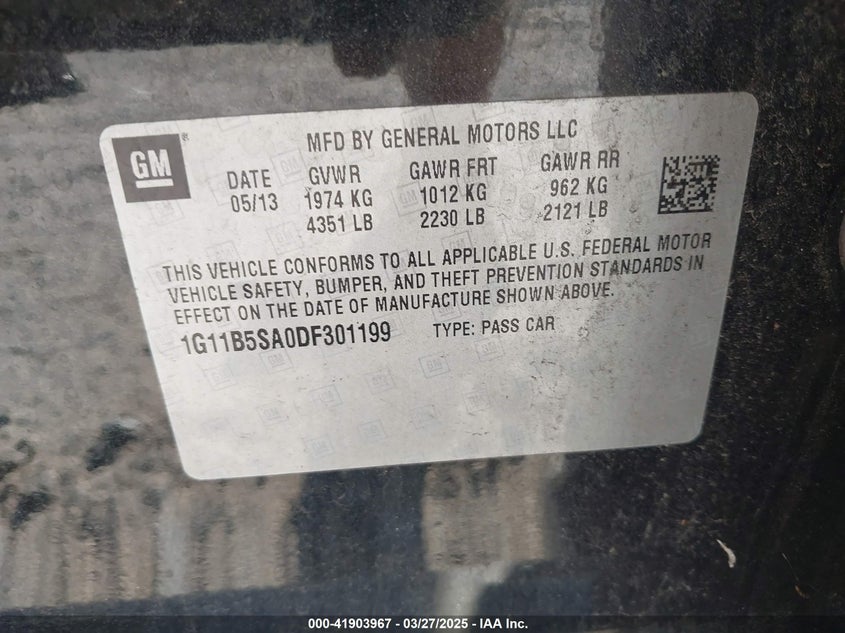 GM
MFD BY GENERAL MOTORS LLC
DATE GVWR GAWR FRT GAWR RR
05/13 1974 KG 1012 KG 962 KG
4351 LB 2230 LB 2121 LB
THIS VEHICLE CONFORMS TO ALL APPLICABLE U.S. FEDERAL MOTOR
VEHICLE SAFETY, BUMPER, AND THEFT PREVENTION STANDARDS IN
EFFECT ON THE DATE OF MANUFACTURE SHOWN ABOVE.
1G11B5SA0DF301199 TYPE: PASS CAR
000-41903967 | 03/27/2025 - IAA Inc.